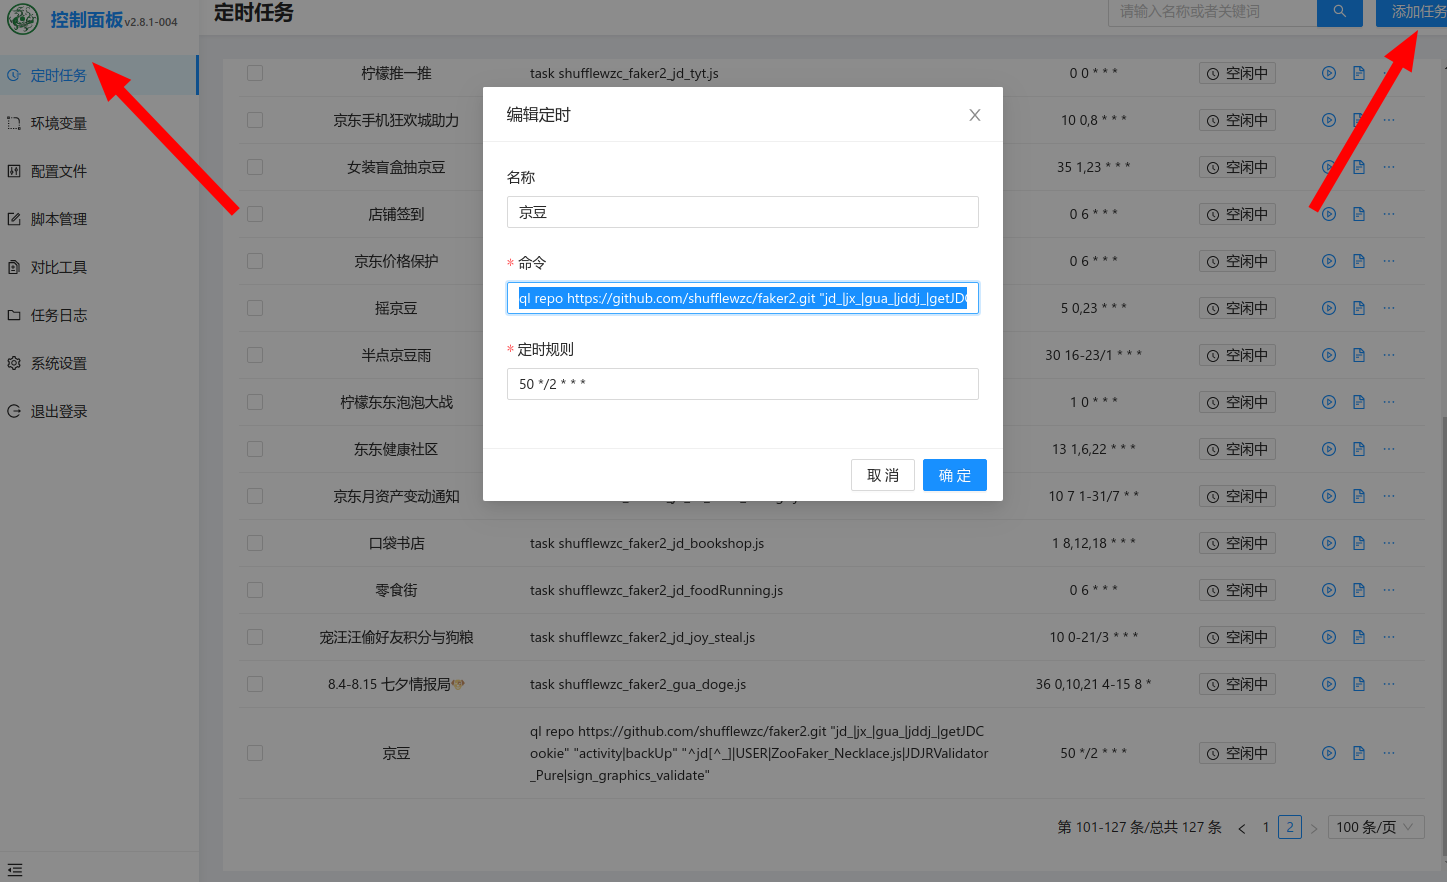 控制面板 v2.8.1-004
定时任务
请输入名称或者关键词
添加任务
定时任务
环境变量
配置文件
脚本管理
对比工具
任务日志
系统设置
退出登录
柠檬推一推 task shufflewzc_faker2_jd_tyt.js 0 0 * * * 空闲中
京东手机狂欢城助力 10 0,8 * * * 空闲中
女装盲盒抽京豆 35 1,23 * * * 空闲中
店铺签到 0 6 * * * 空闲中
京东价格保护 0 6 * * * 空闲中
摇京豆 5 0,23 * * * 空闲中
半点京豆雨 30 16-23/1 * * * 空闲中
柠檬东东泡泡大战 1 0 * * * 空闲中
东东健康社区 13 1,6,22 * * * 空闲中
京东月资产变动通知 10 7 1-31/7 * * 空闲中
口袋书店 task shufflewzc_faker2_jd_bookshop.js 1 8,12,18 * * * 空闲中
零食街 task shufflewzc_faker2_jd_foodRunning.js 0 6 * * * 空闲中
宠汪汪偷好友积分与狗粮 task shufflewzc_faker2_jd_joy_steal.js 10 0-21/3 * * * 空闲中
8.4-8.15 七夕情报局 task shufflewzc_faker2_gua_doge.js 36 0,10,21 4-15 8 * 空闲中
ql repo https://github.com/shufflewzc/faker2.git "jd_|jx_|gua_|jddj_|getJDC
京豆 ookie" "activity|backUp" "^jd[^_]|USER|ZooFaker_Necklace.js|JDJRValidator 50 */2 * * * 空闲中
_Pure|sign_graphics_validate"
第 101-127 条/总共 127 条 < 1 2 > 100 条/页
编辑定时
名称
京豆
* 命令
ql repo https://github.com/shufflewzc/faker2.git "jd_|jx_|gua_|jddj_|getJD
* 定时规则
50 */2 * * *
取 消 确 定